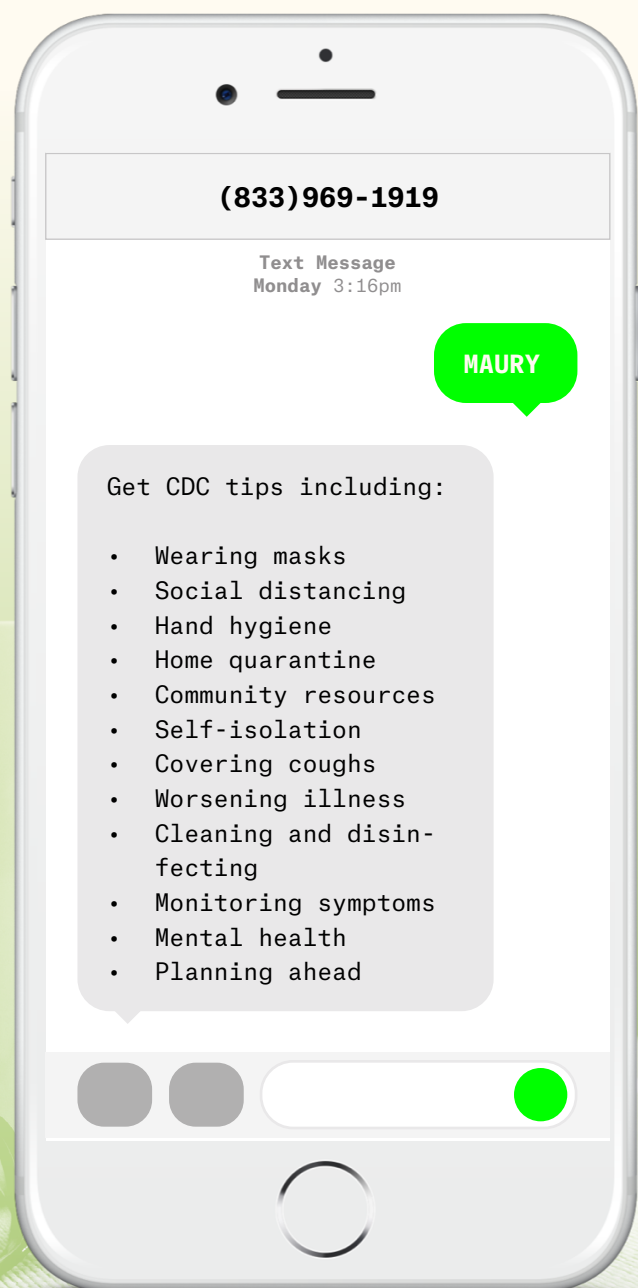 (833)969-1919
Text Message
Monday 3:16pm
MAURY
Get CDC tips including:
• Wearing masks
• Social distancing
• Hand hygiene
• Home quarantine
• Community resources
• Self-isolation
• Covering coughs
• Worsening illness
• Cleaning and disin-
fecting
• Monitoring symptoms
• Mental health
• Planning ahead